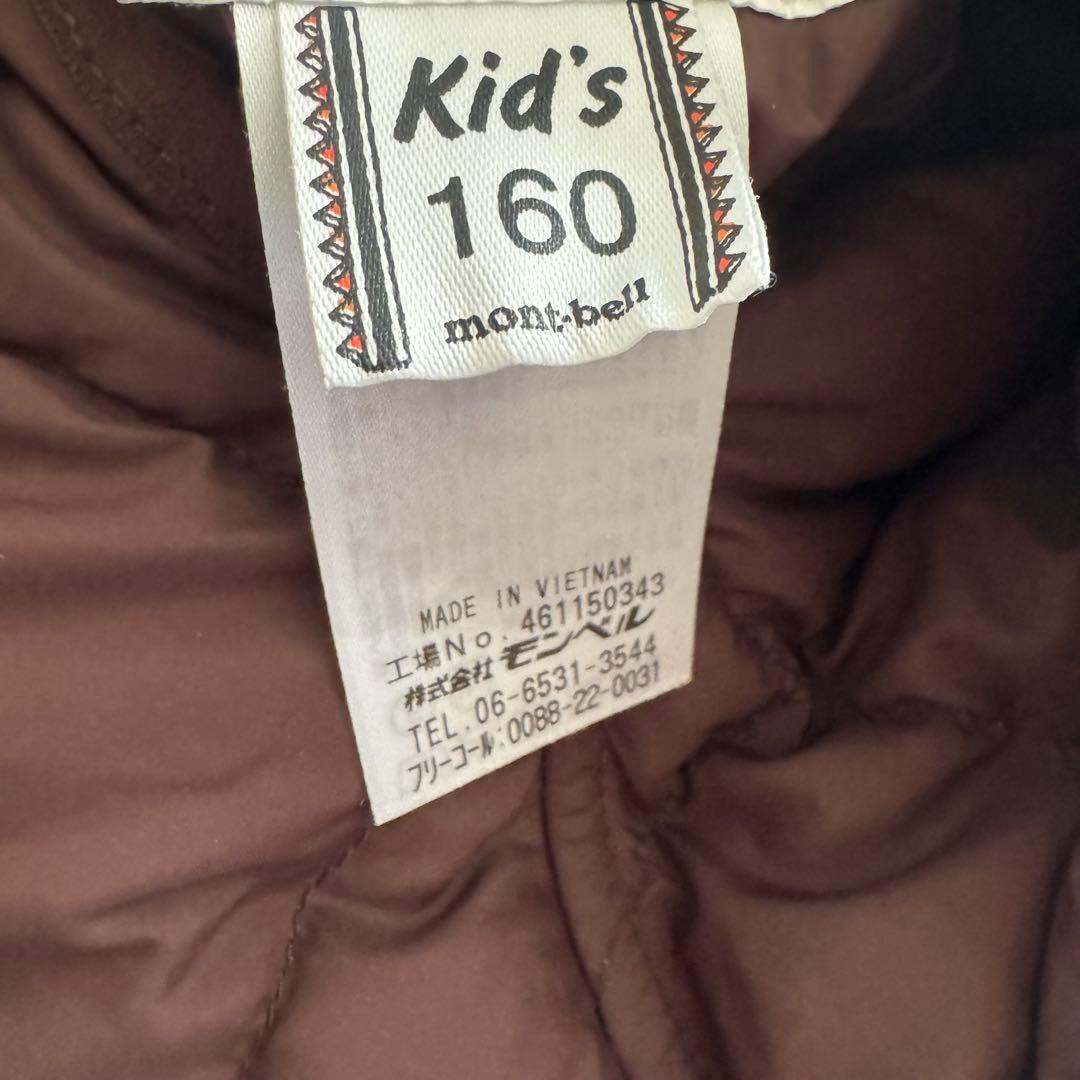 Kid's
160
mont-bell
MADE IN VIETNAM
工場No. 461150343
株式会社 モンベル
TEL.06-6531-3544
フリーコール:0088-22-0031